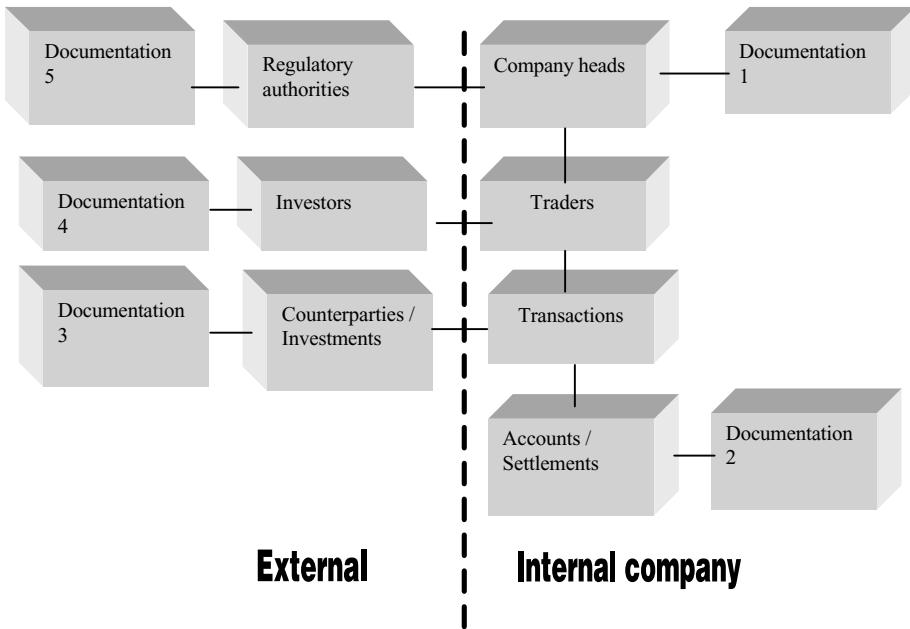 Documentation
5
Regulatory
authorities
Company heads
Documentation
1
Documentation
4
Investors
Traders
Documentation
3
Counterparties /
Investments
Transactions
Accounts /
Settlements
Documentation
2
External
Internal company